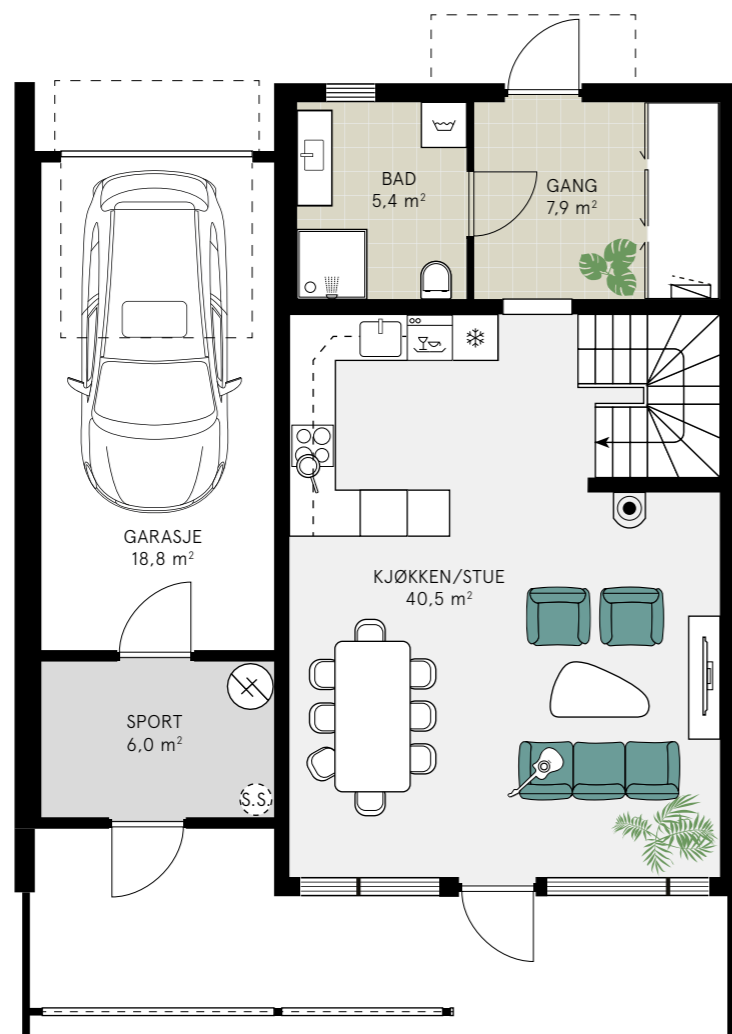 BAD
5,4 m²
GANG
7,9 m²
GARASJE
18,8 m²
KJØKKEN/STUE
40,5 m²
SPORT
6,0 m²
S.S.